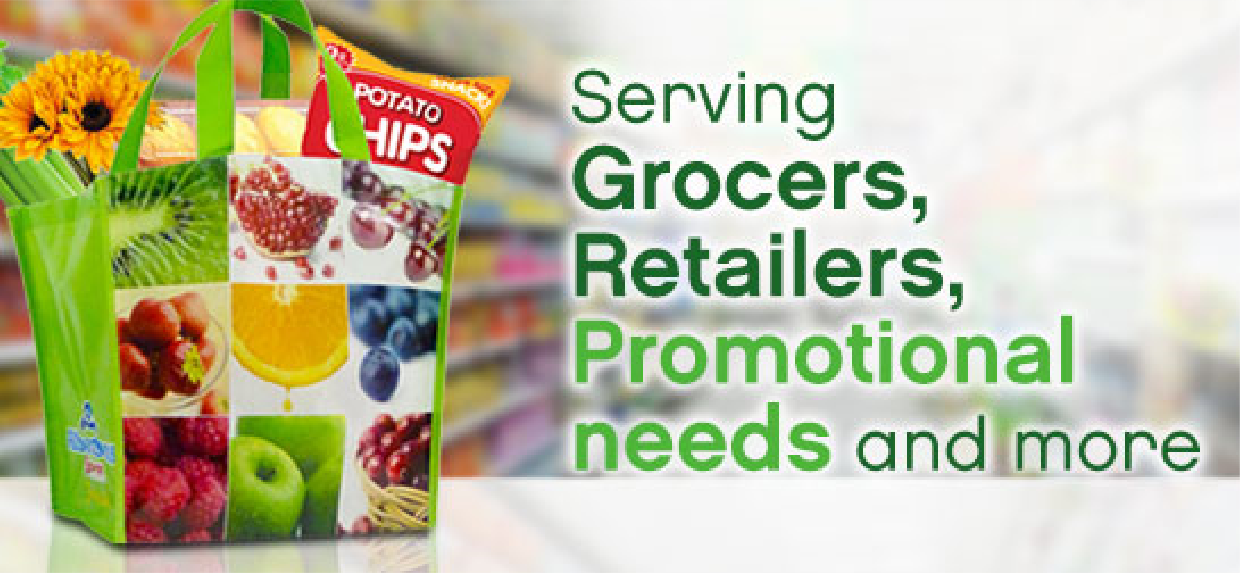 SNACK!
POTATO
CHIPS
Serving
Grocers,
Retailers,
Promotional
needs and more